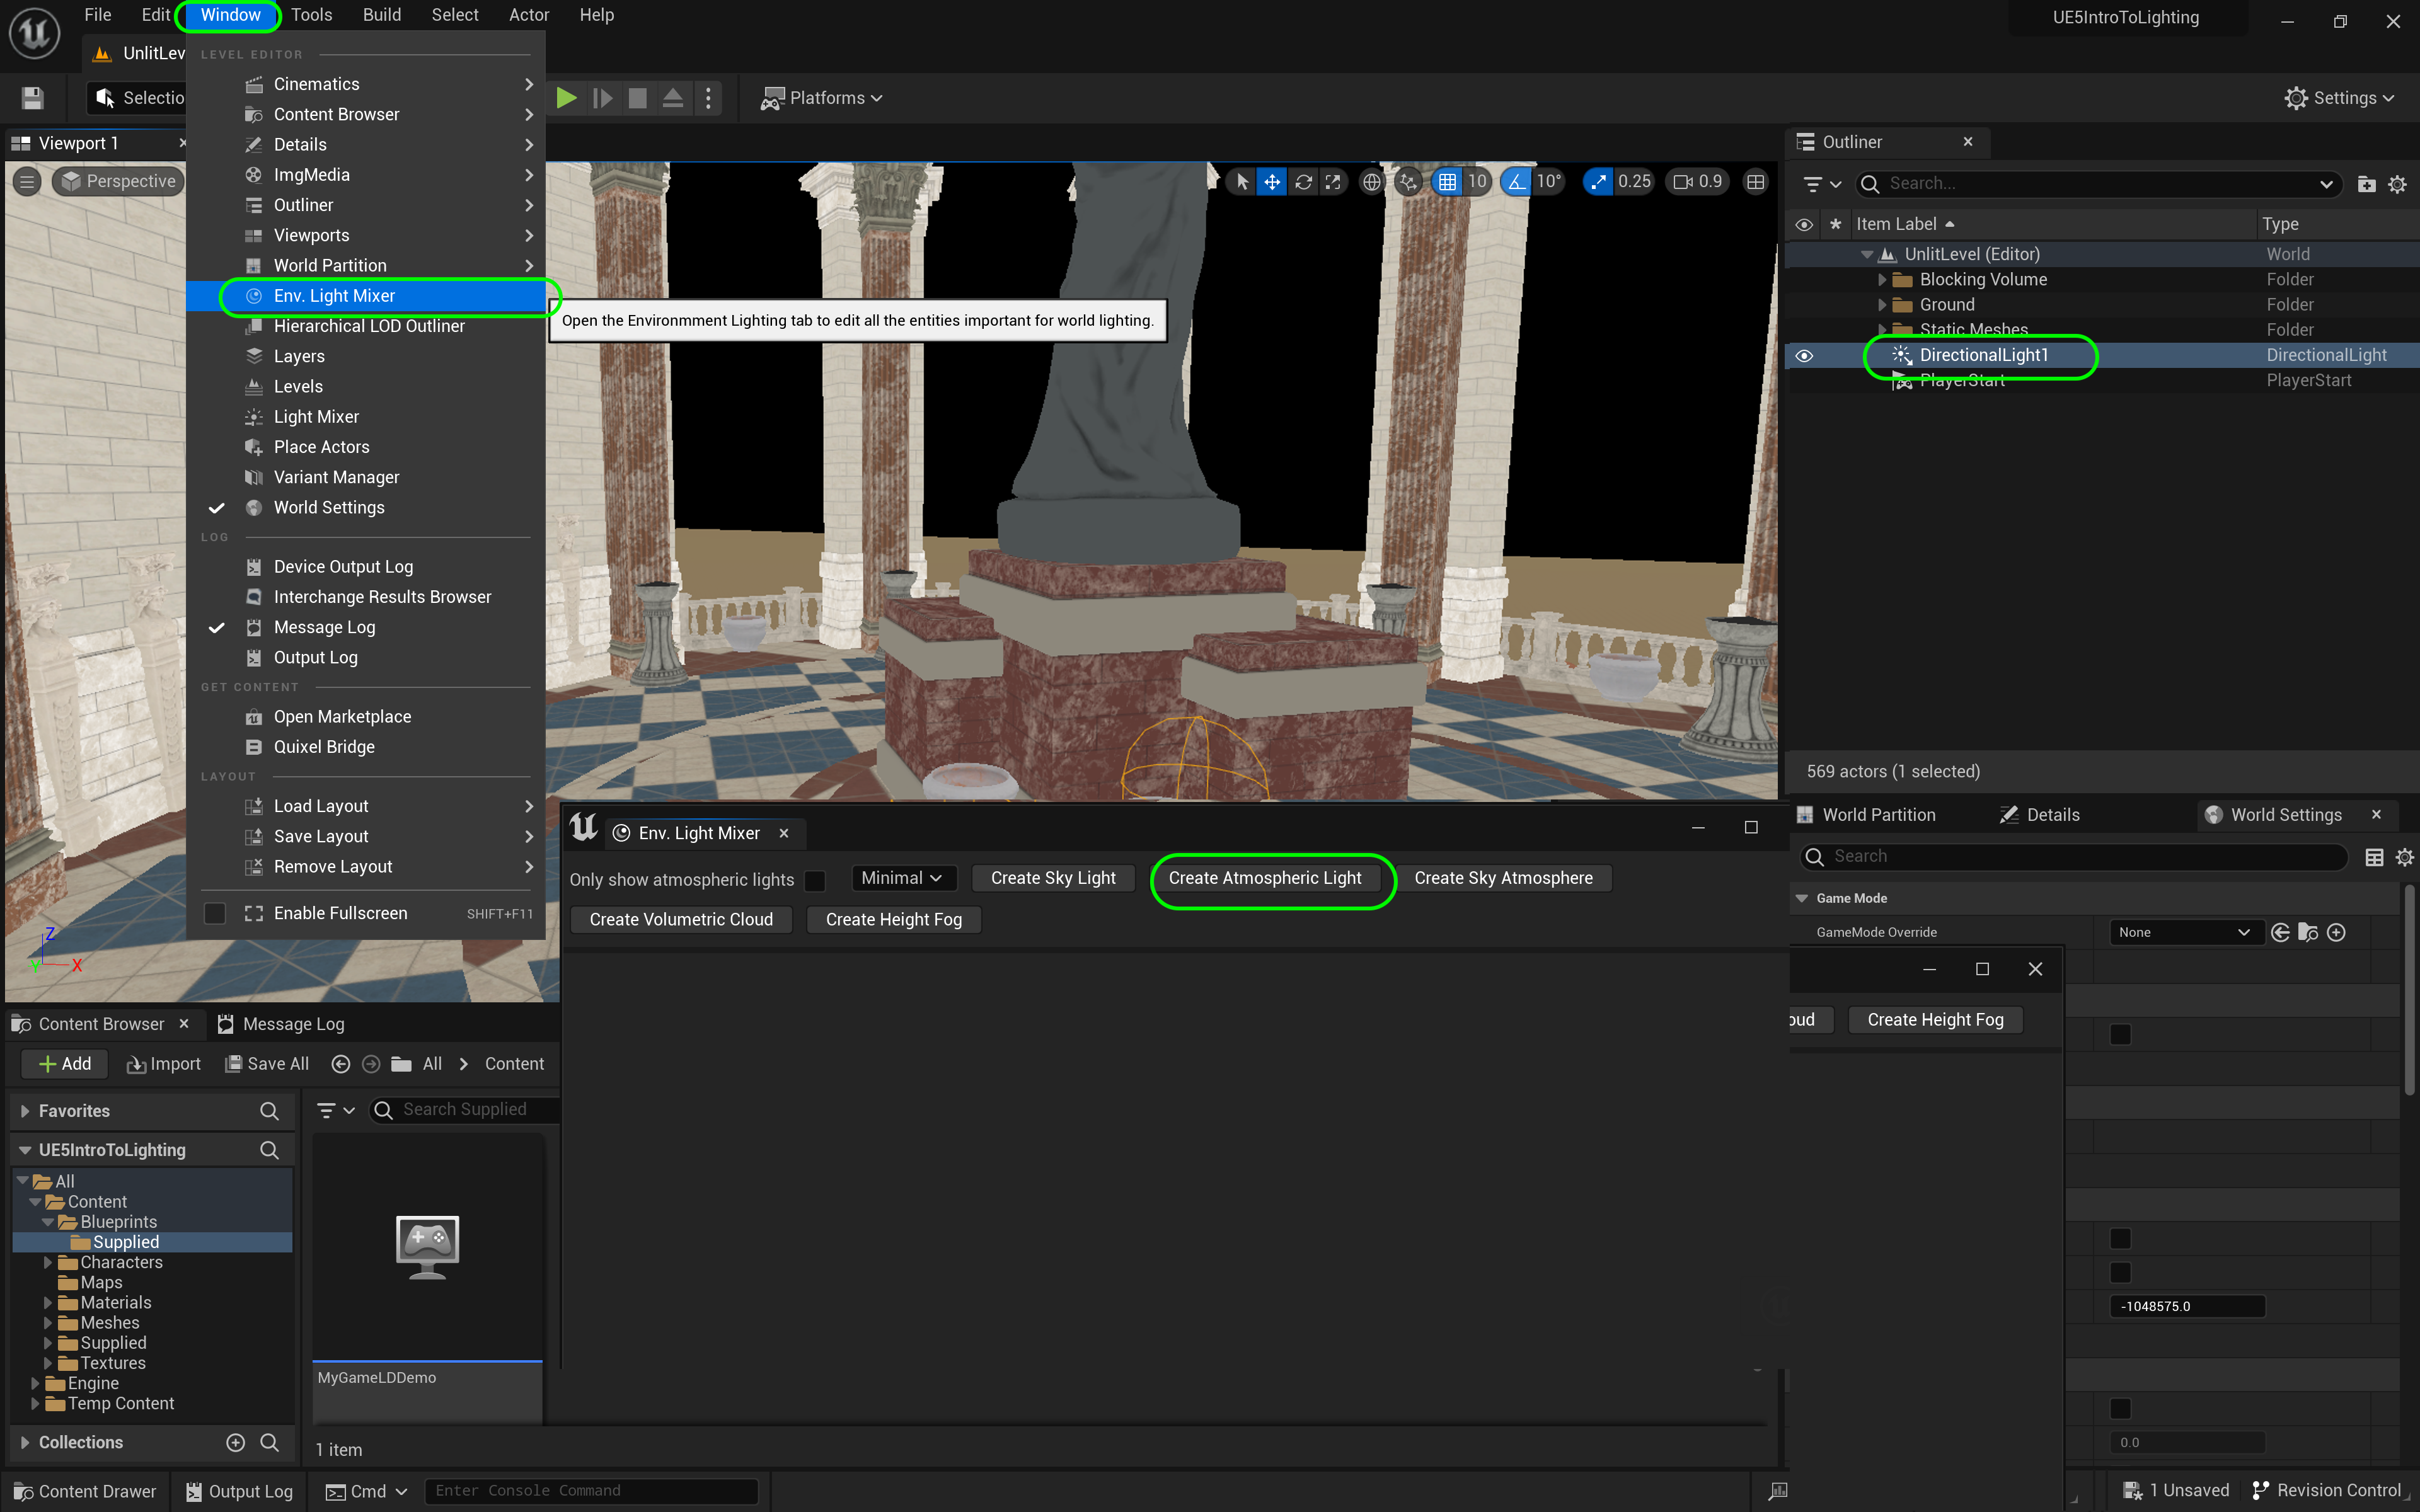 File Edit Window Tools Build Select Actor Help
UE5IntroToLighting
UnlitLev
Selectio
Platforms
Settings
LEVEL EDITOR
Cinematics
Content Browser
Details
ImgMedia
Outliner
Viewports
World Partition
Env. Light Mixer
Hierarchical LOD Outliner
Layers
Levels
Light Mixer
Place Actors
Variant Manager
World Settings
LOG
Device Output Log
Interchange Results Browser
Message Log
Output Log
GET CONTENT
Open Marketplace
Quixel Bridge
LAYOUT
Load Layout
Save Layout
Remove Layout
Enable Fullscreen SHIFT+F11
Open the Environmment Lighting tab to edit all the entities important for world lighting.
Viewport 1
Perspective
10 10° 0.25 0.9
Z
Y X
Outliner
Search...
Item Label Type
UnlitLevel (Editor) World
Blocking Volume Folder
Ground Folder
Static Meshes Folder
DirectionalLight1 DirectionalLight
PlayerStart PlayerStart
569 actors (1 selected)
World Partition Details World Settings
Search
Game Mode
GameMode Override None
oud Create Height Fog
-1048575.0
0.0
Env. Light Mixer
Only show atmospheric lights Minimal Create Sky Light Create Atmospheric Light Create Sky Atmosphere
Create Volumetric Cloud Create Height Fog
Content Browser Message Log
Add Import Save All All Content
Favorites
Search Supplied
UE5IntroToLighting
All
Content
Blueprints
Supplied
Characters
Maps
Materials
Meshes
Supplied
Textures
Engine
Temp Content
Collections
MyGameLDDemo
1 item
Content Drawer Output Log Cmd Enter Console Command 1 Unsaved Revision Control